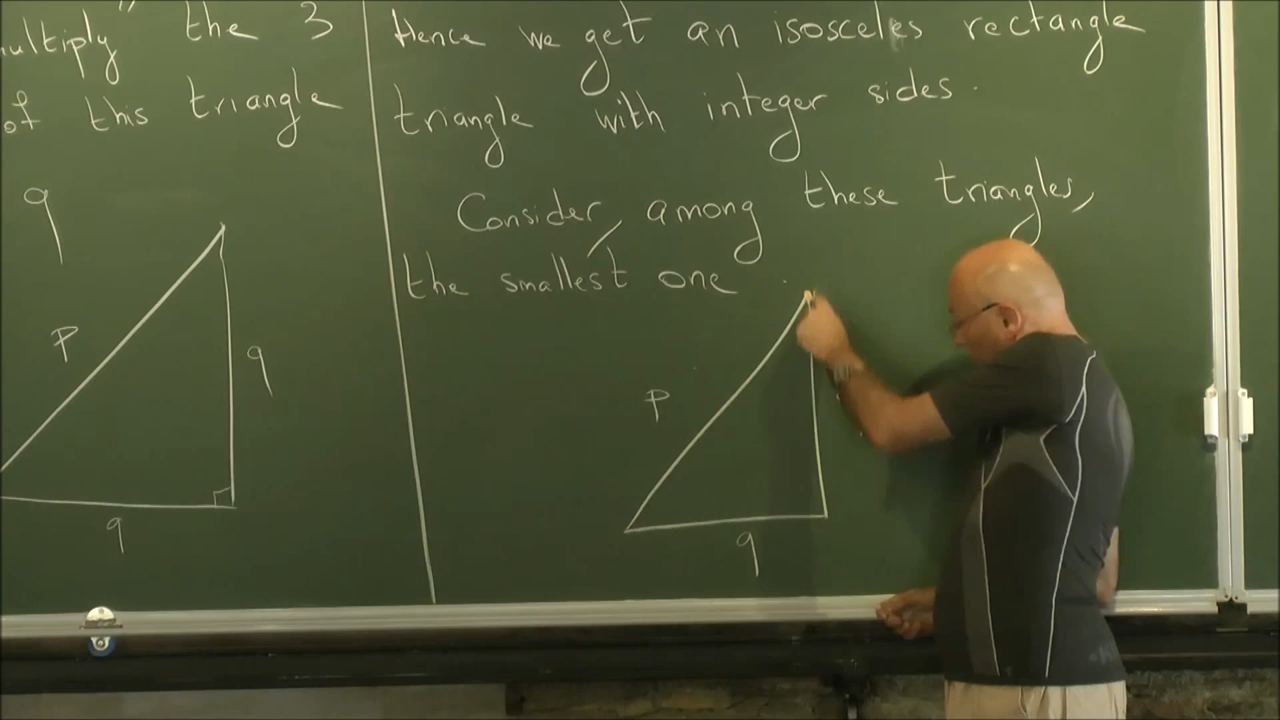 multiply" the 3
of this triangle
q
P
q
q
Hence we get an isosceles rectangle
triangle with integer sides.
Consider, among these triangles,
the smallest one
P
q